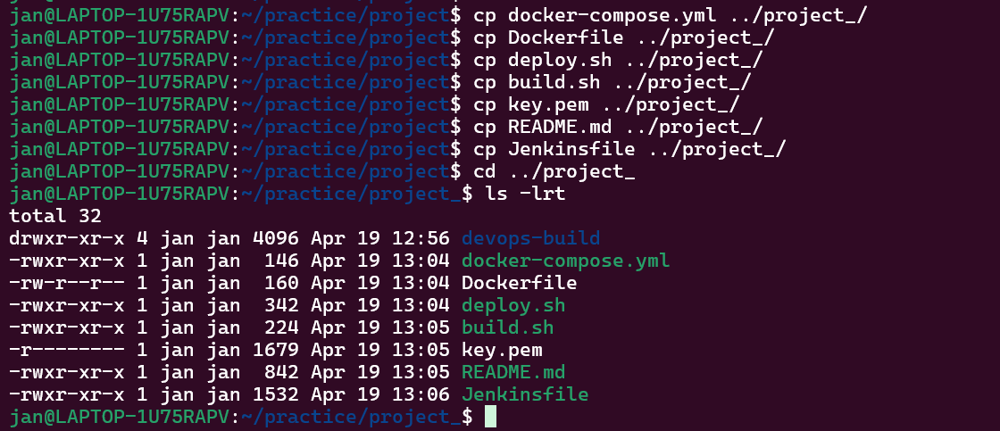 jan@LAPTOP-1U75RAPV:~/practice/project$ cp docker-compose.yml ../project_/
jan@LAPTOP-1U75RAPV:~/practice/project$ cp Dockerfile ../project_/
jan@LAPTOP-1U75RAPV:~/practice/project$ cp deploy.sh ../project_/
jan@LAPTOP-1U75RAPV:~/practice/project$ cp build.sh ../project_/
jan@LAPTOP-1U75RAPV:~/practice/project$ cp key.pem ../project_/
jan@LAPTOP-1U75RAPV:~/practice/project$ cp README.md ../project_/
jan@LAPTOP-1U75RAPV:~/practice/project$ cp Jenkinsfile ../project_/
jan@LAPTOP-1U75RAPV:~/practice/project$ cd ../project_
jan@LAPTOP-1U75RAPV:~/practice/project_$ ls -lrt
total 32
drwxr-xr-x 4 jan jan 4096 Apr 19 12:56 devops-build
-rwxr-xr-x 1 jan jan  146 Apr 19 13:04 docker-compose.yml
-rw-r--r-- 1 jan jan  160 Apr 19 13:04 Dockerfile
-rwxr-xr-x 1 jan jan  342 Apr 19 13:04 deploy.sh
-rwxr-xr-x 1 jan jan  224 Apr 19 13:05 build.sh
-r-------- 1 jan jan 1679 Apr 19 13:05 key.pem
-rwxr-xr-x 1 jan jan  842 Apr 19 13:05 README.md
-rwxr-xr-x 1 jan jan 1532 Apr 19 13:06 Jenkinsfile
jan@LAPTOP-1U75RAPV:~/practice/project_$